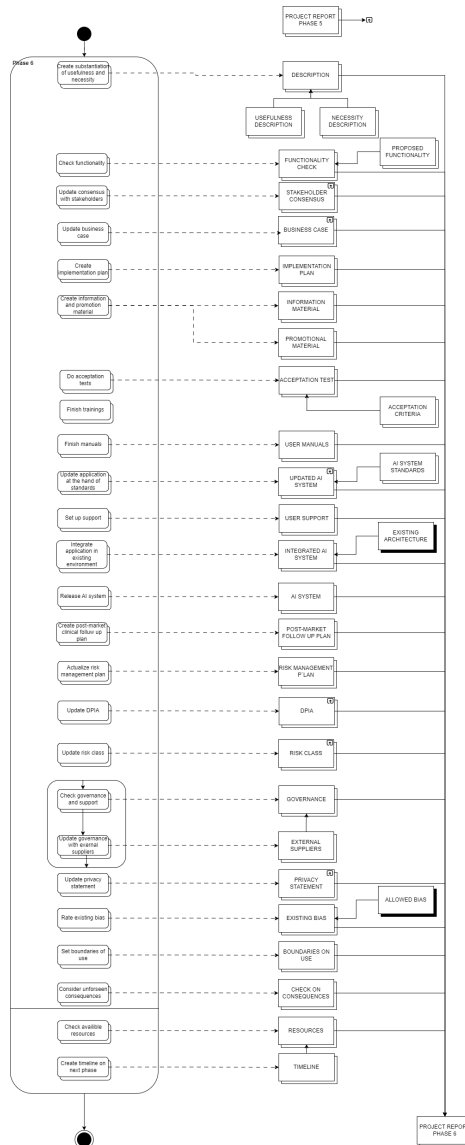 PROJECT REPORT
PHASE 5
Phase 6
Create substantiation
of usefulness and
necessity
DESCRIPTION
USEFULNESS
DESCRIPTION
NECESSITY
DESCRIPTION
Check functionality
FUNCTIONALITY
CHECK
PROPOSED
FUNCTIONALITY
Update consensus
with stakeholders
STAKEHOLDER
CONSENSUS
Update business
case
BUSINESS CASE
Create
implementation plan
IMPLEMENTATION
PLAN
Create information
and promotion
material
INFORMATION
MATERIAL
PROMOTIONAL
MATERIAL
Do acceptation
tests
ACCEPTATION TEST
Finish trainings
ACCEPTATION
CRITERIA
Finish manuals
USER MANUALS
Update application
at the hand of
standards
UPDATED AI
SYSTEM
AI SYSTEM
STANDARDS
Set up support
USER SUPPORT
Integrate
application in
existing
environment
INTEGRATED AI
SYSTEM
EXISTING
ARCHITECTURE
Release AI system
AI SYSTEM
Create post-market
clinical follow up
plan
POST-MARKET
FOLLOW UP PLAN
Actualize risk
management plan
RISK MANAGEMENT
P`LAN
Update DPIA
DPIA
Update risk class
RISK CLASS
Check governance
and support
GOVERNANCE
Update governance
with exernal
suppliers
EXTERNAL
SUPPLIERS
Update privacy
statement
PRIVACY
STATEMENT
ALLOWED BIAS
Rate existing bias
EXISTING BIAS
Set boundaries of
use
BOUNDARIES ON
USE
Consider unforseen
consequences
CHECK ON
CONSEQUENCES
Check availible
resources
RESOURCES
Create timeline on
next phase
TIMELINE
PROJECT REPORT
PHASE 6